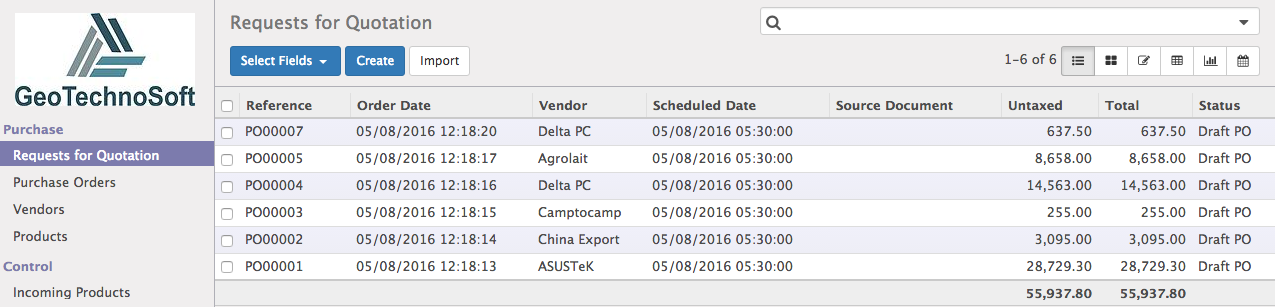 GeoTechnoSoft
Purchase
Requests for Quotation
Purchase Orders
Vendors
Products
Control
Incoming Products
Requests for Quotation
Select Fields Create Import
1-6 of 6
Reference Order Date Vendor Scheduled Date Source Document Untaxed Total Status
PO00007 05/08/2016 12:18:20 Delta PC 05/08/2016 05:30:00 637.50 637.50 Draft PO
PO00005 05/08/2016 12:18:17 Agrolait 05/08/2016 05:30:00 8,658.00 8,658.00 Draft PO
PO00004 05/08/2016 12:18:16 Delta PC 05/08/2016 05:30:00 14,563.00 14,563.00 Draft PO
PO00003 05/08/2016 12:18:15 Camptocamp 05/08/2016 05:30:00 255.00 255.00 Draft PO
PO00002 05/08/2016 12:18:14 China Export 05/08/2016 05:30:00 3,095.00 3,095.00 Draft PO
PO00001 05/08/2016 12:18:13 ASUSTeK 05/08/2016 05:30:00 28,729.30 28,729.30 Draft PO
55,937.80 55,937.80